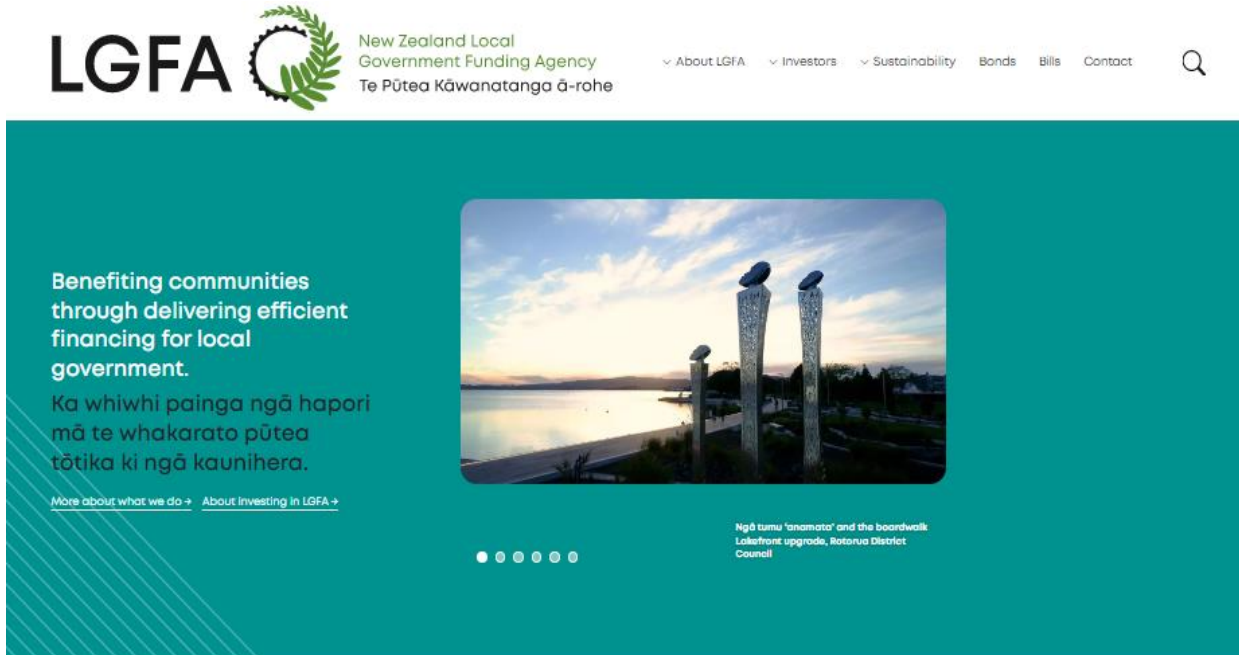 LGFA
New Zealand Local
Government Funding Agency
Te Pūtea Kāwanatanga ā-rohe
About LGFA
Investors
Sustainability
Bonds
Bills
Contact
Benefiting communities
through delivering efficient
financing for local
government.
Ka whiwhi painga ngā hapori
mā te whakarato pūtea
tōtika ki ngā kaunihera.
More about what we do → About investing in LGFA →
Ngā tumu 'anamata' and the boardwalk
Lakefront upgrade, Rotorua District
Council